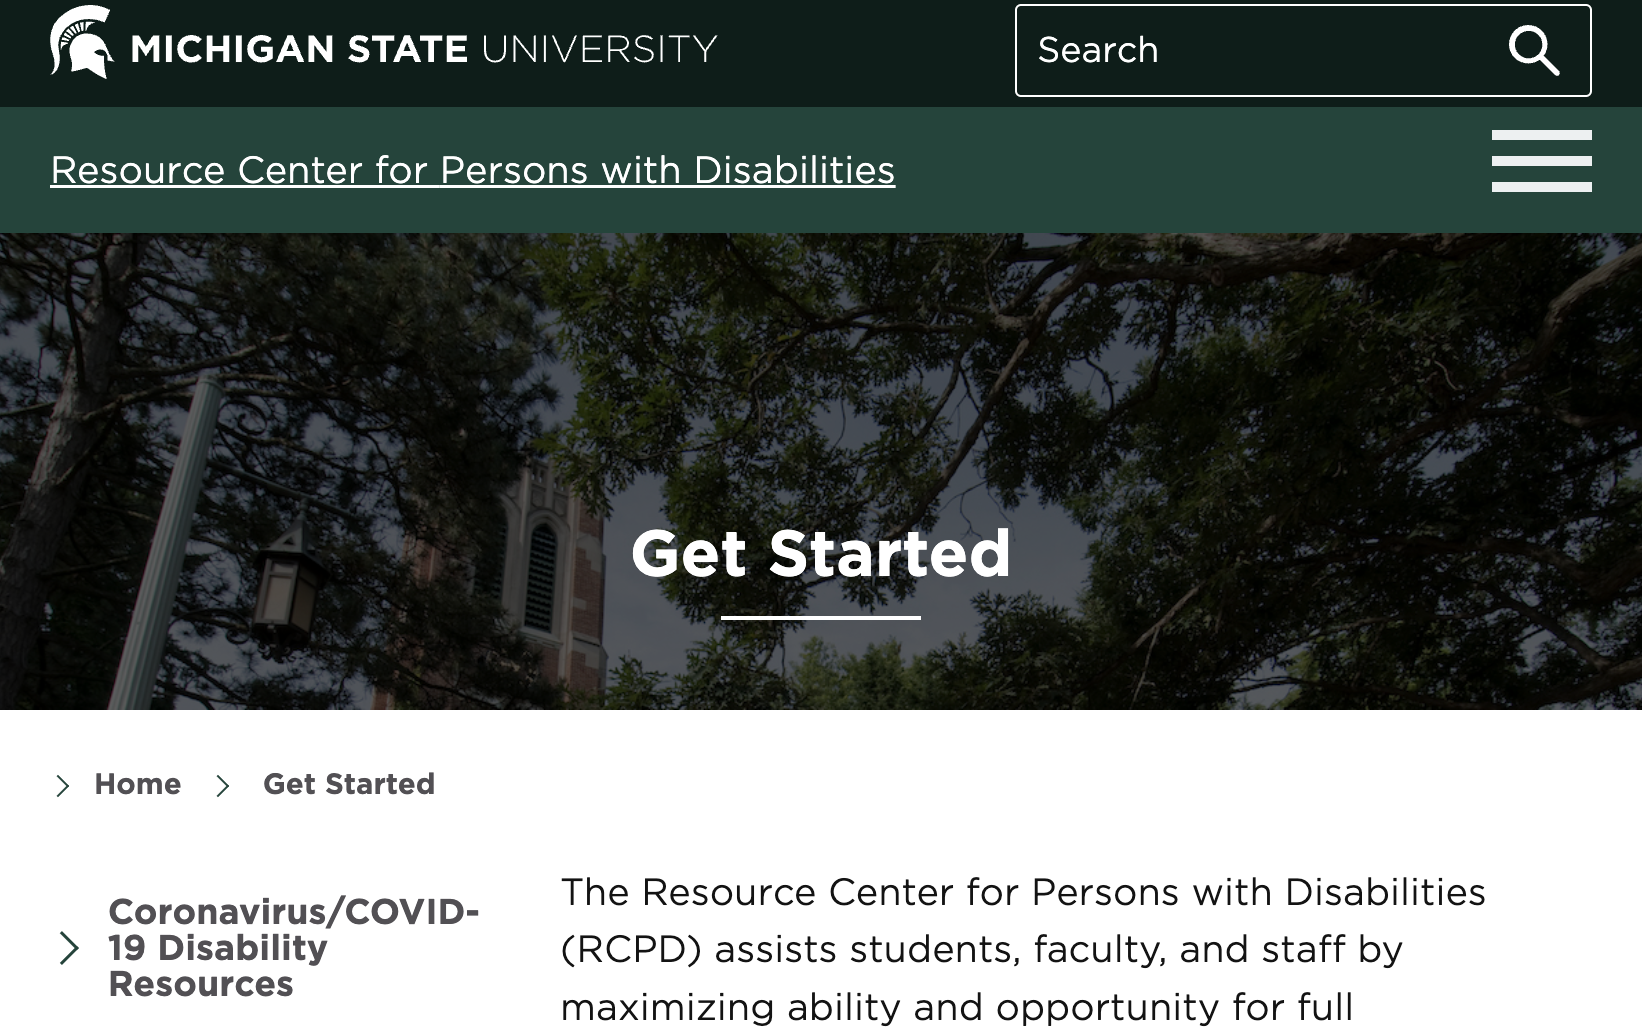 MICHIGAN STATE UNIVERSITY
Search
Resource Center for Persons with Disabilities
Get Started
Home
Get Started
Coronavirus/COVID-
19 Disability
Resources
The Resource Center for Persons with Disabilities
(RCPD) assists students, faculty, and staff by
maximizing ability and opportunity for full